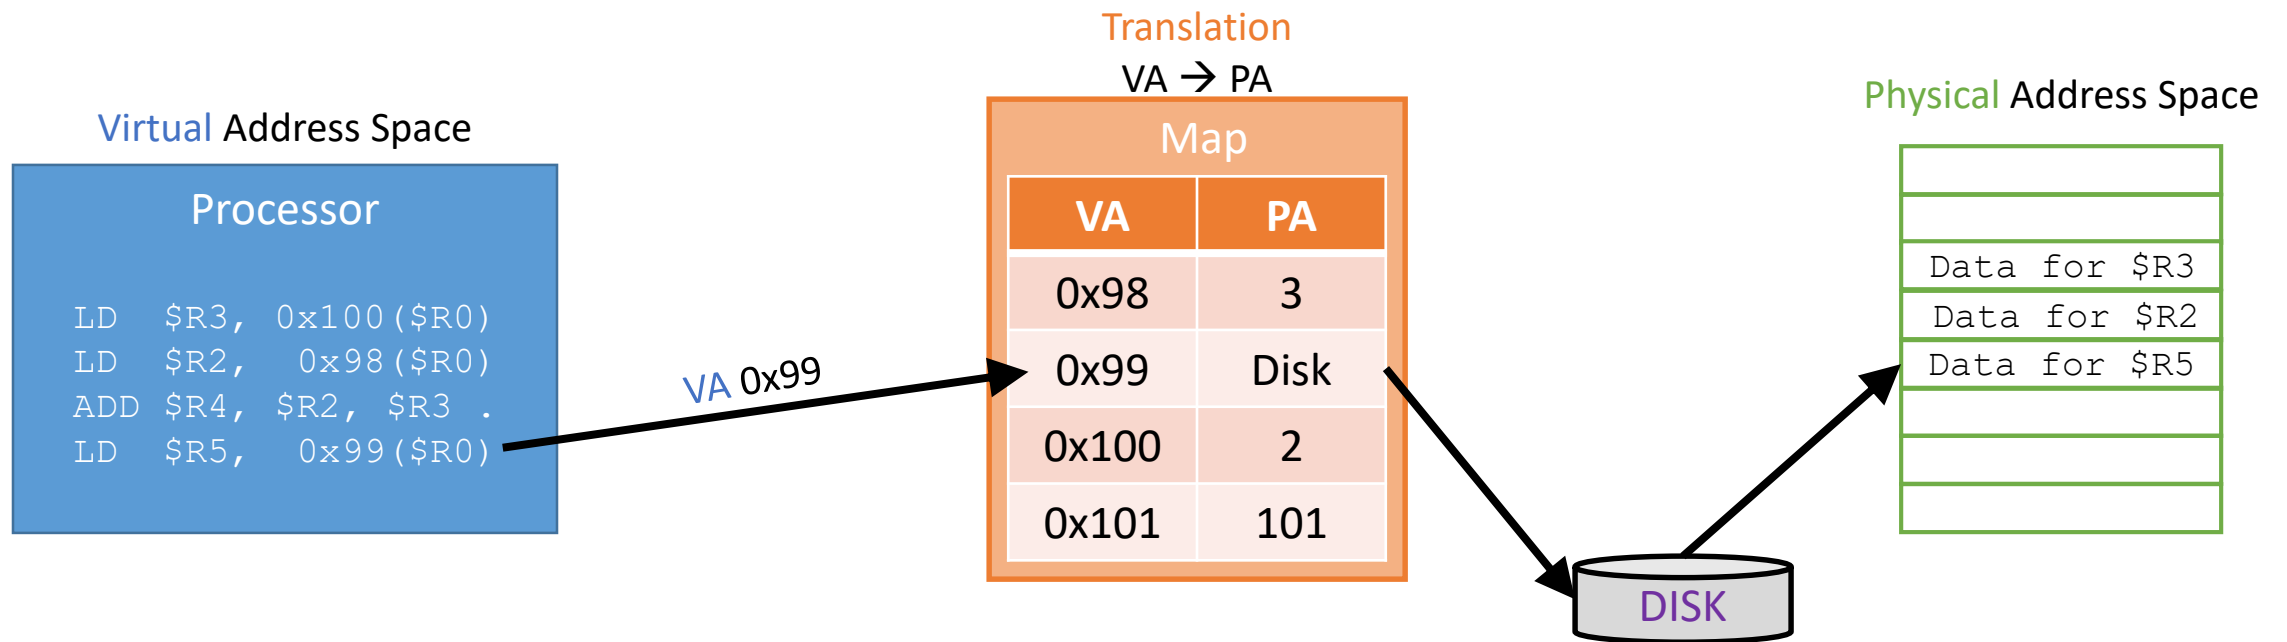 Translation
VA → PA
Virtual Address Space
Physical Address Space
Processor
LD $R3, 0x100($R0)
LD $R2, 0x98($R0)
ADD $R4, $R2, $R3 .
LD $R5, 0x99($R0)
VA 0x99
Map
VA PA
0x98 3
0x99 Disk
0x100 2
0x101 101
DISK
Data for $R3
Data for $R2
Data for $R5